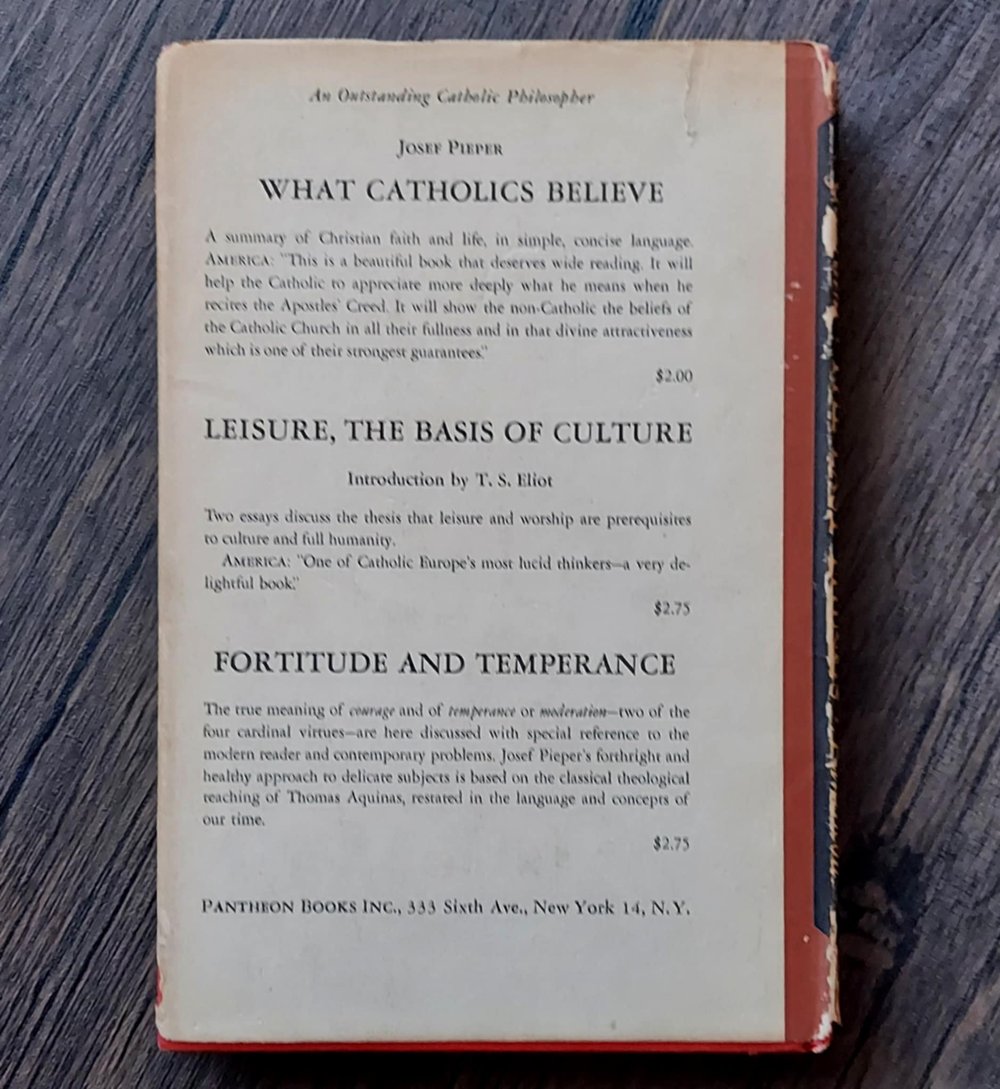 An Outstanding Catholic Philosopher
JOSEF PIEPER
WHAT CATHOLICS BELIEVE
A summary of Christian faith and life, in simple, concise language.
AMERICA: "This is a beautiful book that deserves wide reading. It will
help the Catholic to appreciate more deeply what he means when he
recites the Apostles' Creed. It will show the non-Catholic the beliefs of
the Catholic Church in all their fullness and in that divine attractiveness
which is one of their strongest guarantees."
$2.00
LEISURE, THE BASIS OF CULTURE
Introduction by T. S. Eliot
Two essays discuss the thesis that leisure and worship are prerequisites
to culture and full humanity.
AMERICA: "One of Catholic Europe's most lucid thinkers—a very de-
lightful book."
$2.75
FORTITUDE AND TEMPERANCE
The true meaning of courage and of temperance or moderation—two of the
four cardinal virtues—are here discussed with special reference to the
modern reader and contemporary problems. Josef Pieper's forthright and
healthy approach to delicate subjects is based on the classical theological
teaching of Thomas Aquinas, restated in the language and concepts of
our time.
$2.75
PANTHEON BOOKS INC., 333 Sixth Ave., New York 14, N.Y.